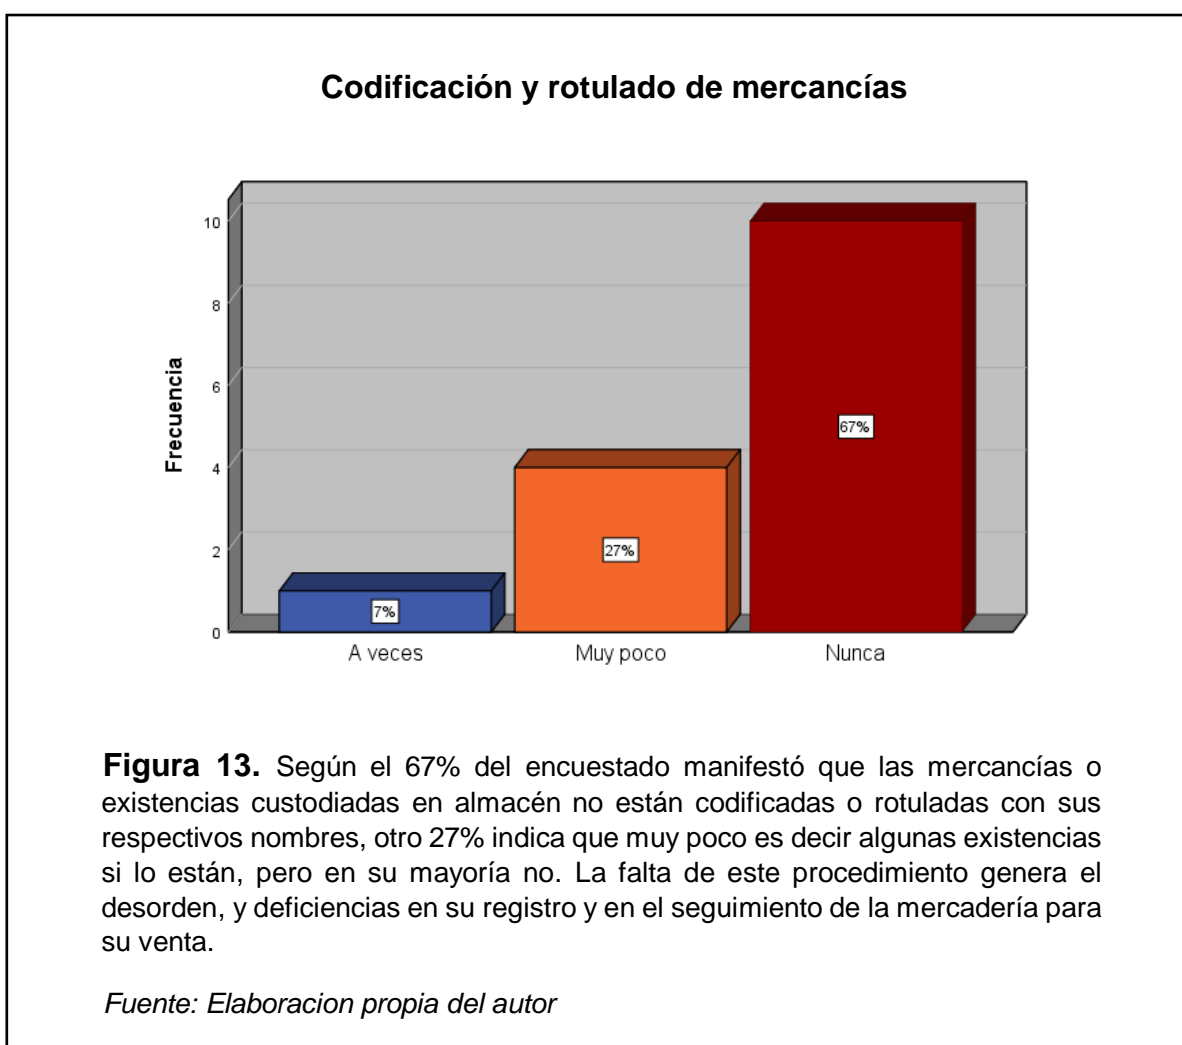 Codificación y rotulado de mercancías
10
8
6
4
2
0
Frecuencia
7%
27%
67%
A veces
Muy poco
Nunca
Figura 13. Según el 67% del encuestado manifestó que las mercancías o
existencias custodiadas en almacén no están codificadas o rotuladas con sus
respectivos nombres, otro 27% indica que muy poco es decir algunas existencias
si lo están, pero en su mayoría no. La falta de este procedimiento genera el
desorden, y deficiencias en su registro y en el seguimiento de la mercadería para
su venta.
Fuente: Elaboracion propia del autor